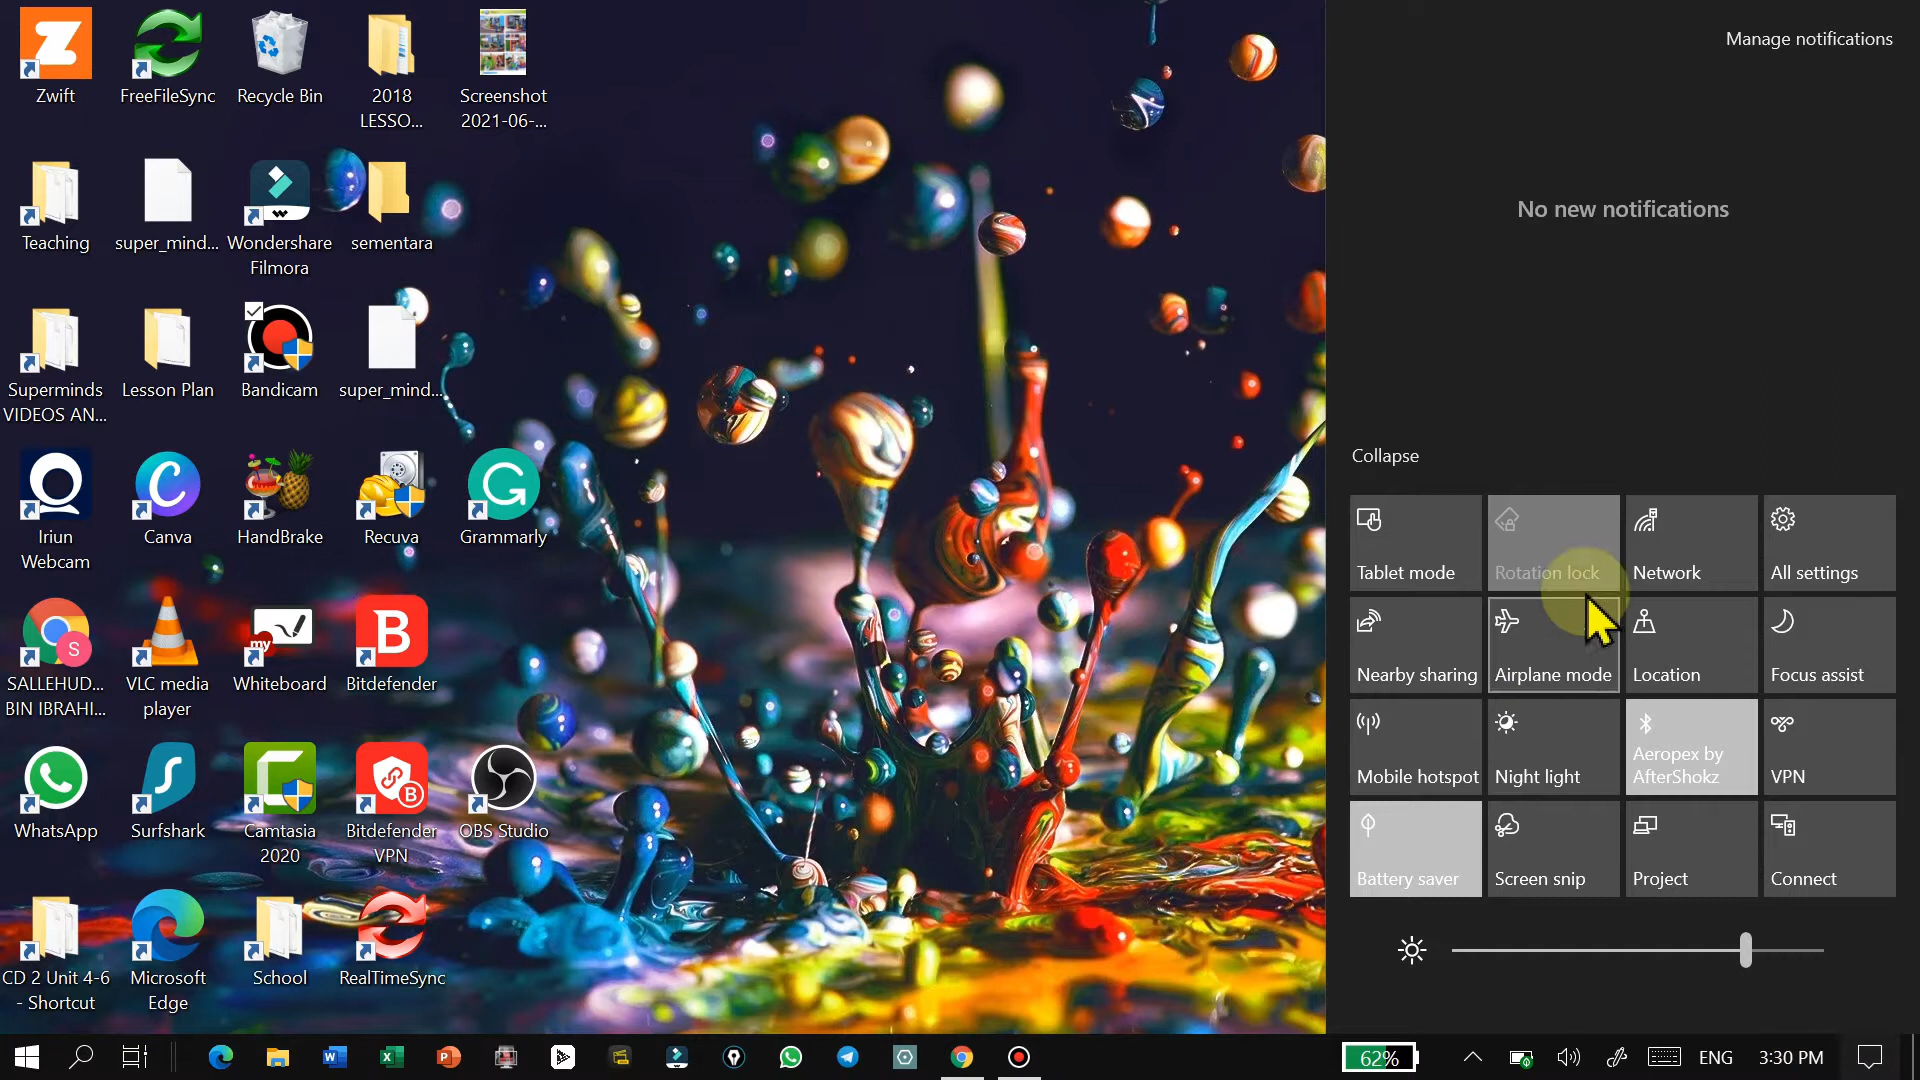 Zwift
FreeFileSync
Recycle Bin
2018
LESSO...
Screenshot
2021-06-...
Teaching
super_mind...
Wondershare
Filmora
sementara
Superminds
VIDEOS AN...
Lesson Plan
Bandicam
super_mind...
Iriun
Webcam
Canva
HandBrake
Recuva
Grammarly
SALLEHUD...
BIN IBRAHI...
VLC media
player
Whiteboard
Bitdefender
WhatsApp
Surfshark
Camtasia
2020
Bitdefender
VPN
OBS Studio
CD 2 Unit 4-6
- Shortcut
Microsoft
Edge
School
RealTimeSync
Manage notifications
No new notifications
Collapse
Tablet mode
Rotation lock
Network
All settings
Nearby sharing
Airplane mode
Location
Focus assist
Mobile hotspot
Night light
Aeropex by
AfterShokz
VPN
Battery saver
Screen snip
Project
Connect
62%
ENG
3:30 PM